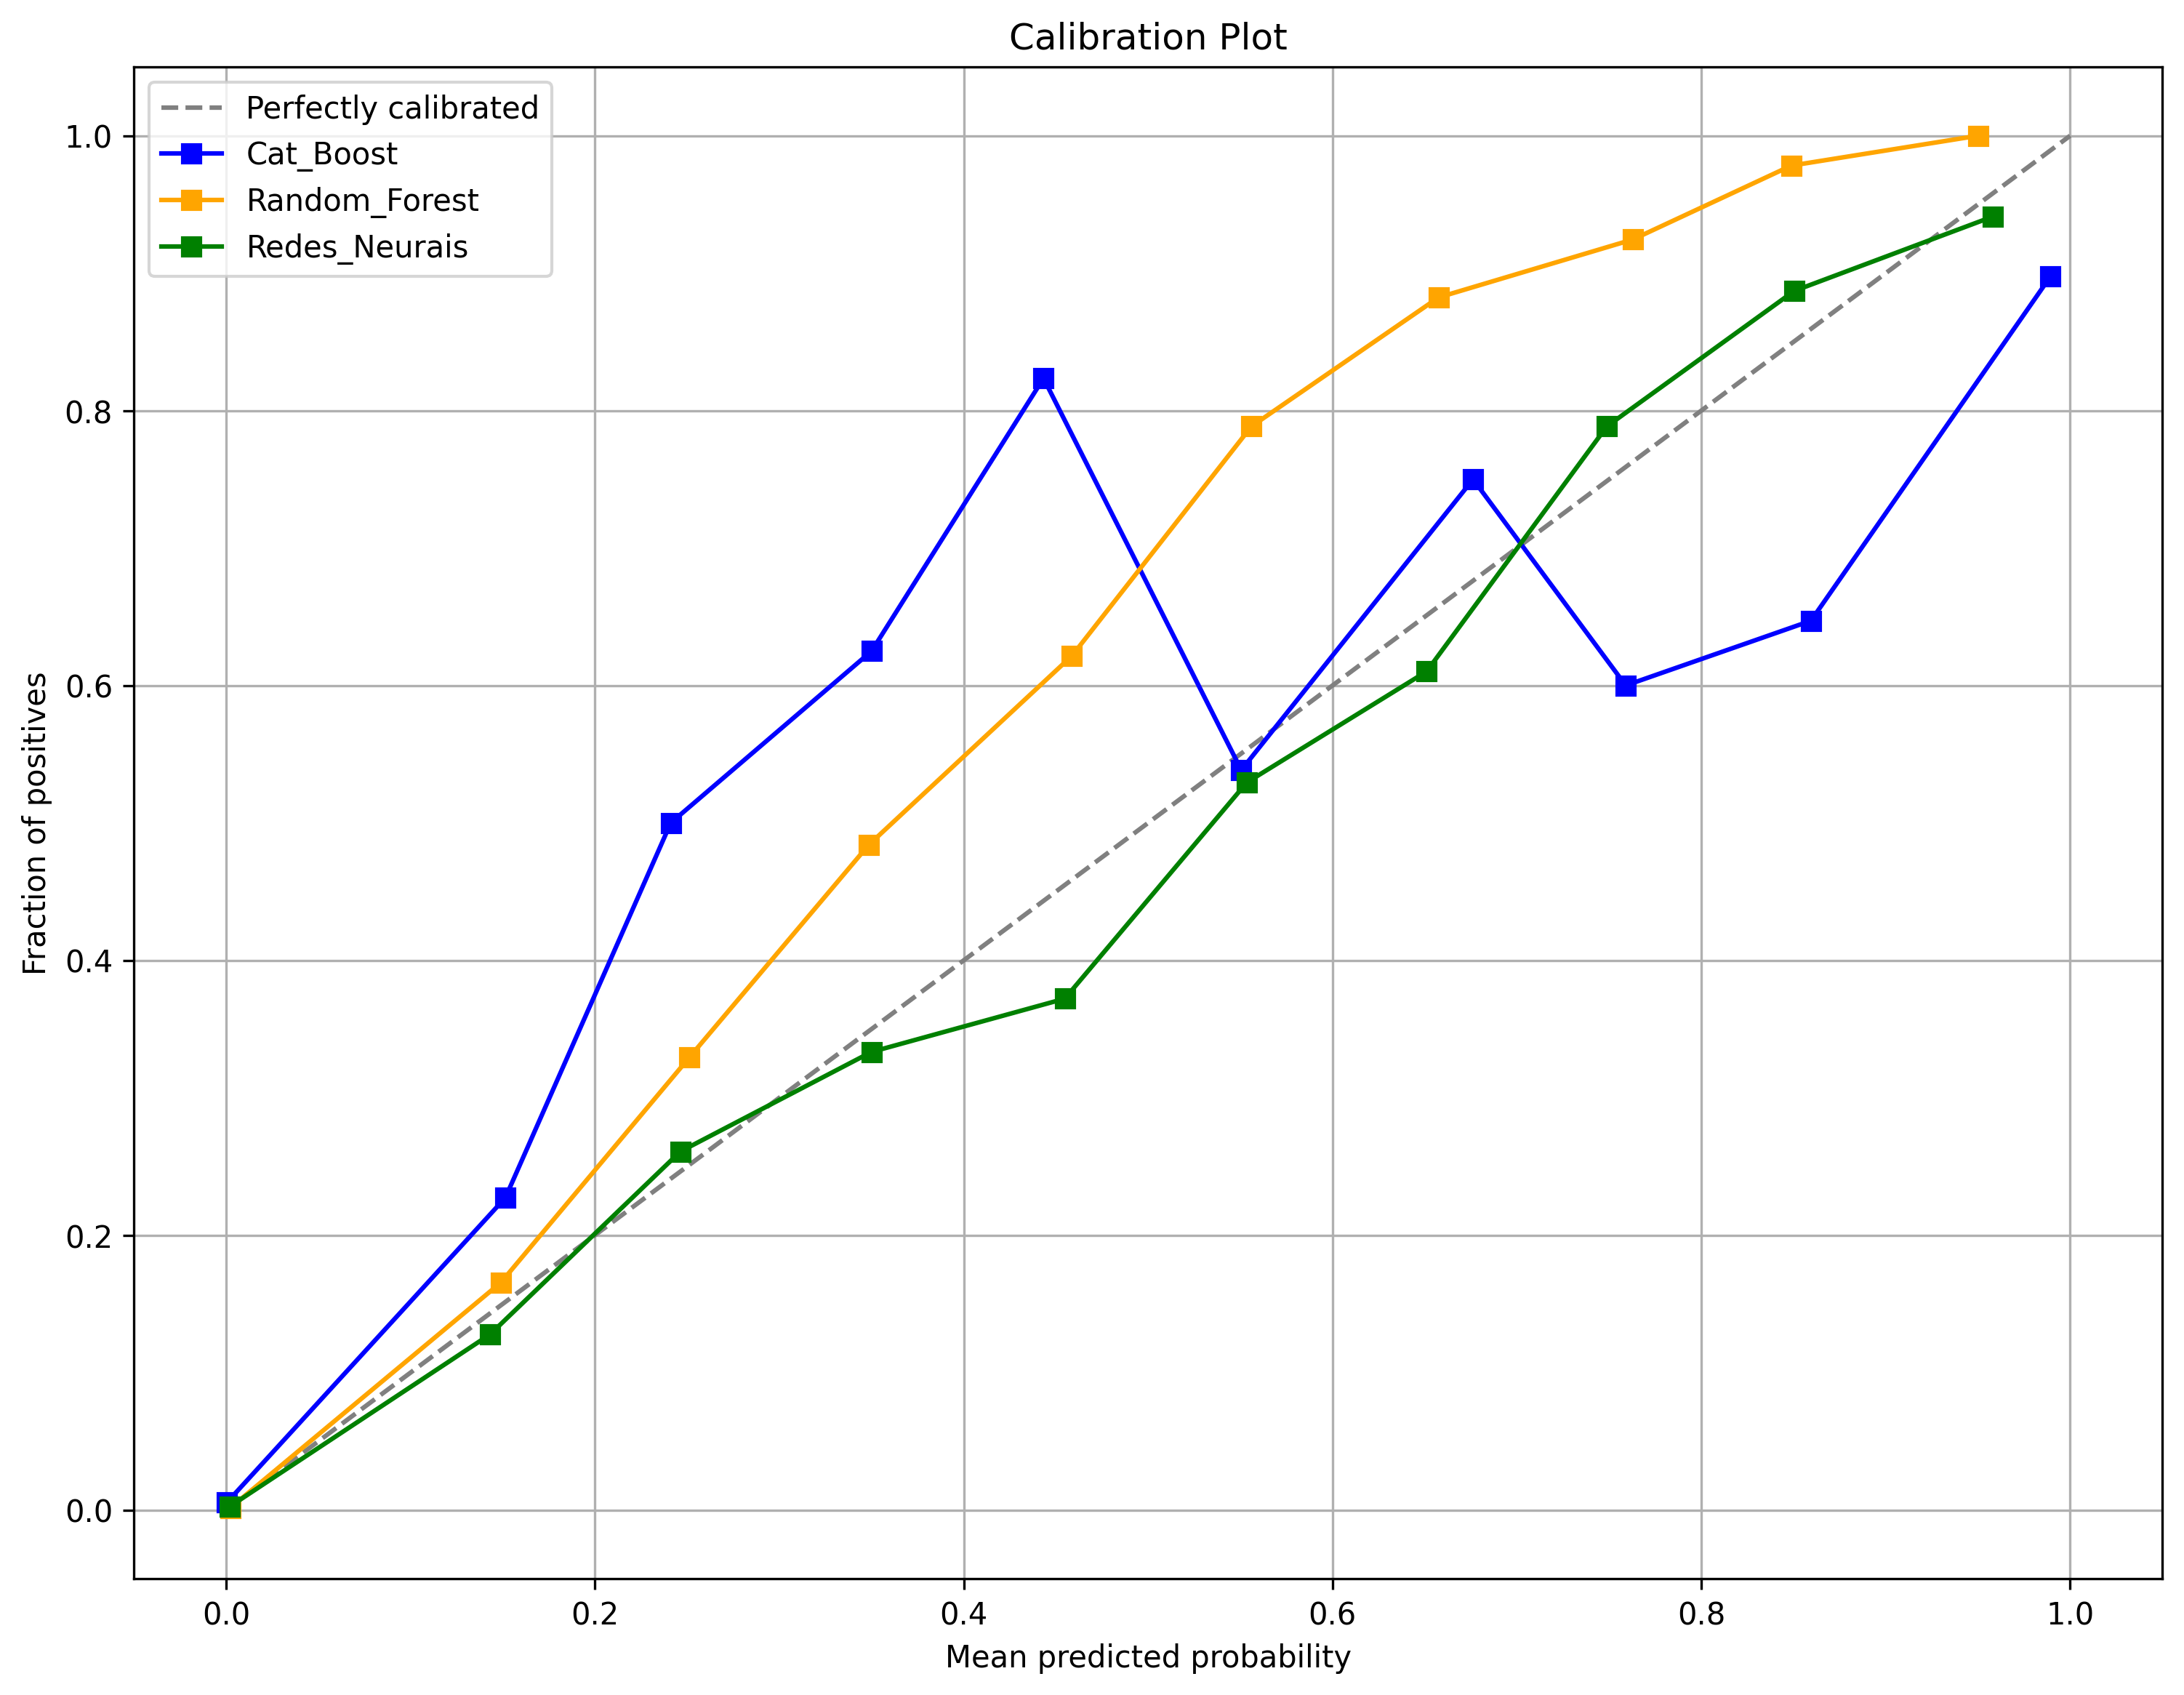 Calibration Plot
Perfectly calibrated
Cat_Boost
Random_Forest
Redes_Neurais
1.0
0.8
0.6
0.4
0.2
0.0
Fraction of positives
0.0 0.2 0.4 0.6 0.8 1.0
Mean predicted probability